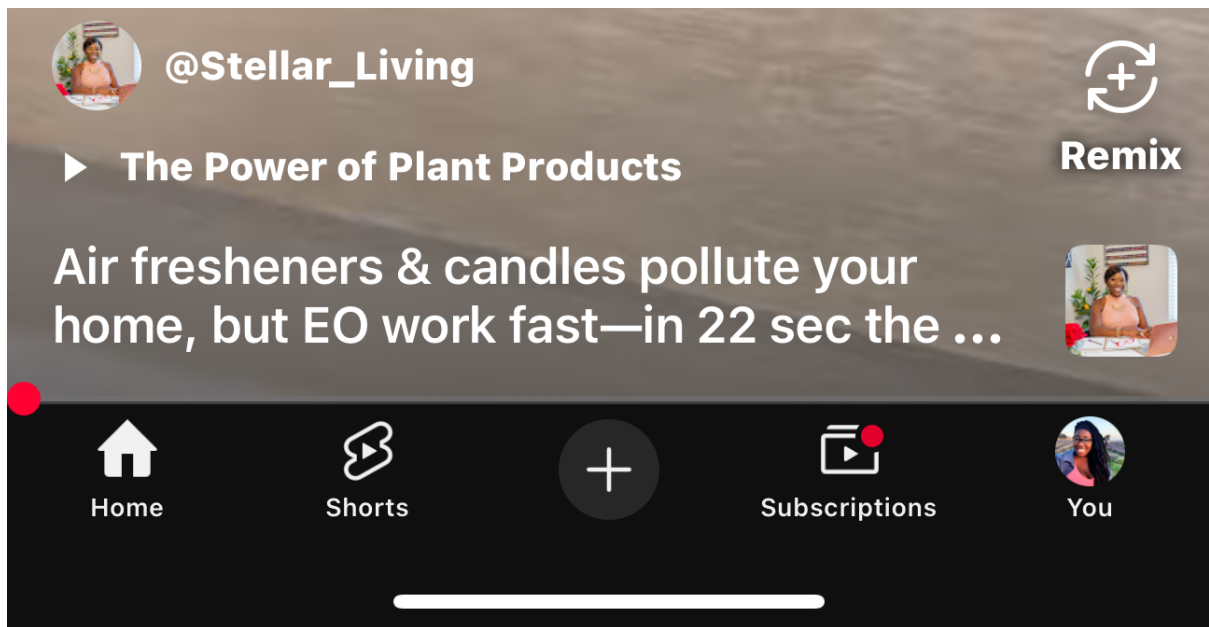 @Stellar_Living
Remix
The Power of Plant Products
Air fresheners & candles pollute your
home, but EO work fast—in 22 sec the ...
Home
Shorts
Subscriptions
You